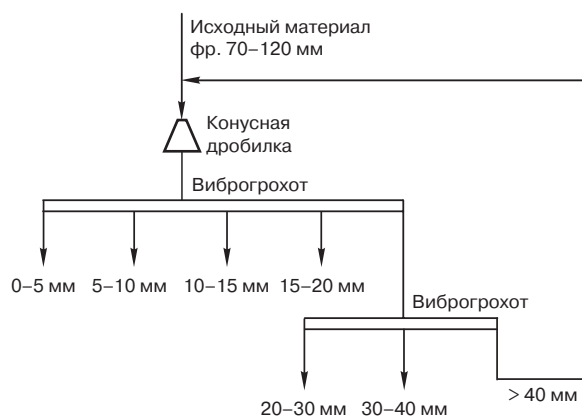 Исходный материал
фр. 70–120 мм
Конусная
дробилка
Виброгрохот
0–5 мм 5–10 мм 10–15 мм 15–20 мм
Виброгрохот
> 40 мм
20–30 мм 30–40 мм